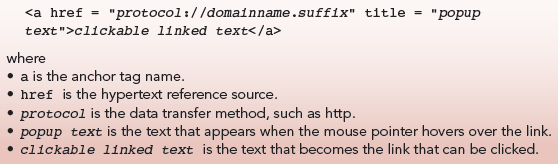 <a href = "protocol://domainname.suffix" title = "popup
text">clickable linked text</a>
where
• a is the anchor tag name.
• href is the hypertext reference source.
• protocol is the data transfer method, such as http.
• popup text is the text that appears when the mouse pointer hovers over the link.
• clickable linked text is the text that becomes the link that can be clicked.